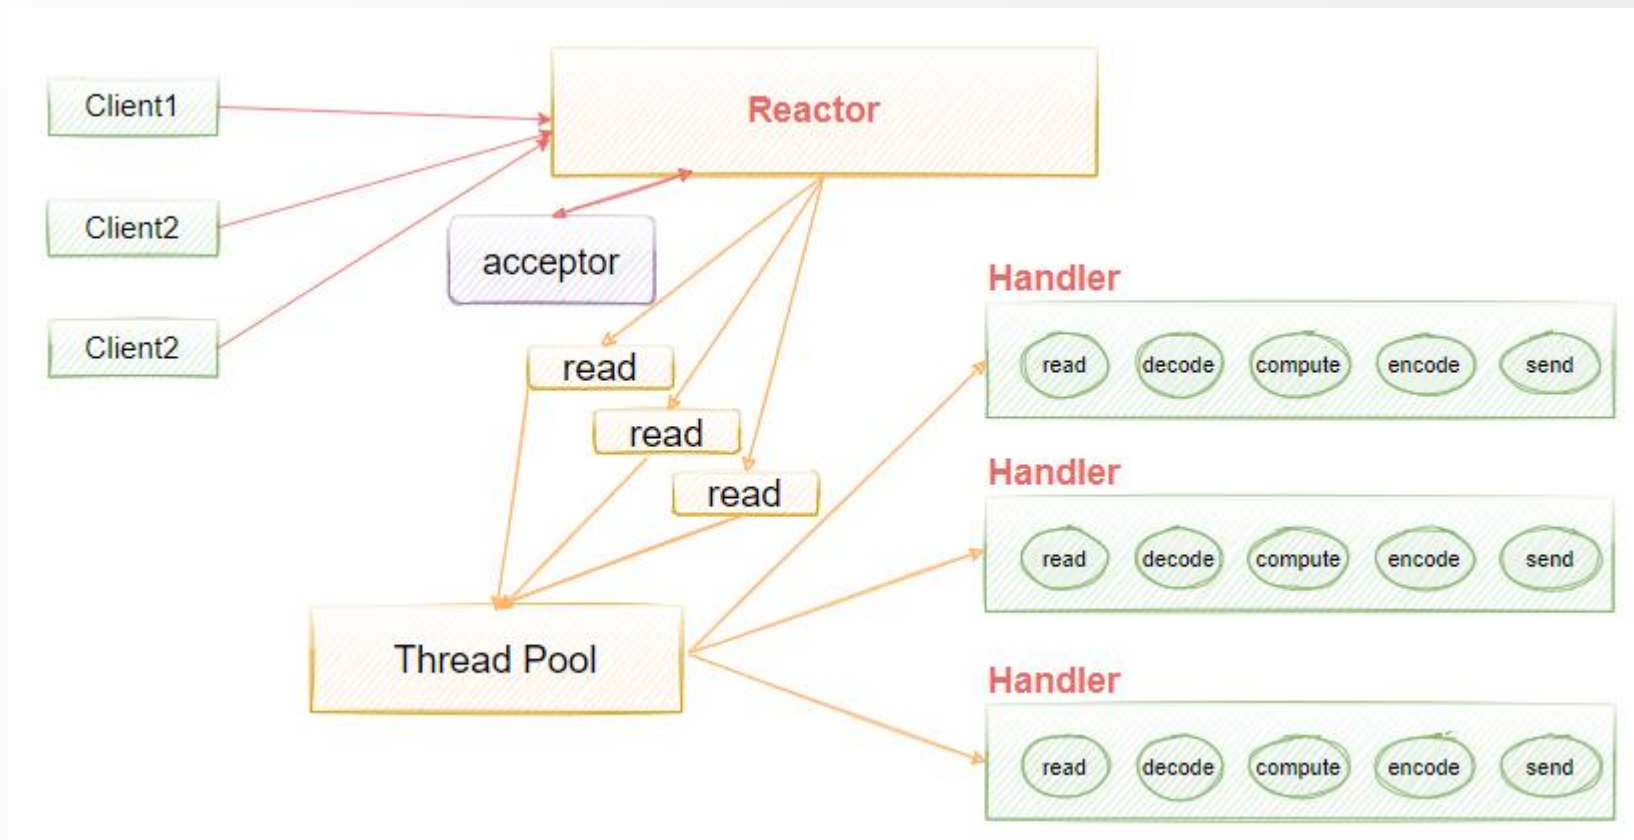 Client1
Reactor
Client2
acceptor
Client2
read
read
read
Thread Pool
Handler
read
decode
compute
encode
send
Handler
read
decode
compute
encode
send
Handler
read
decode
compute
encode
send